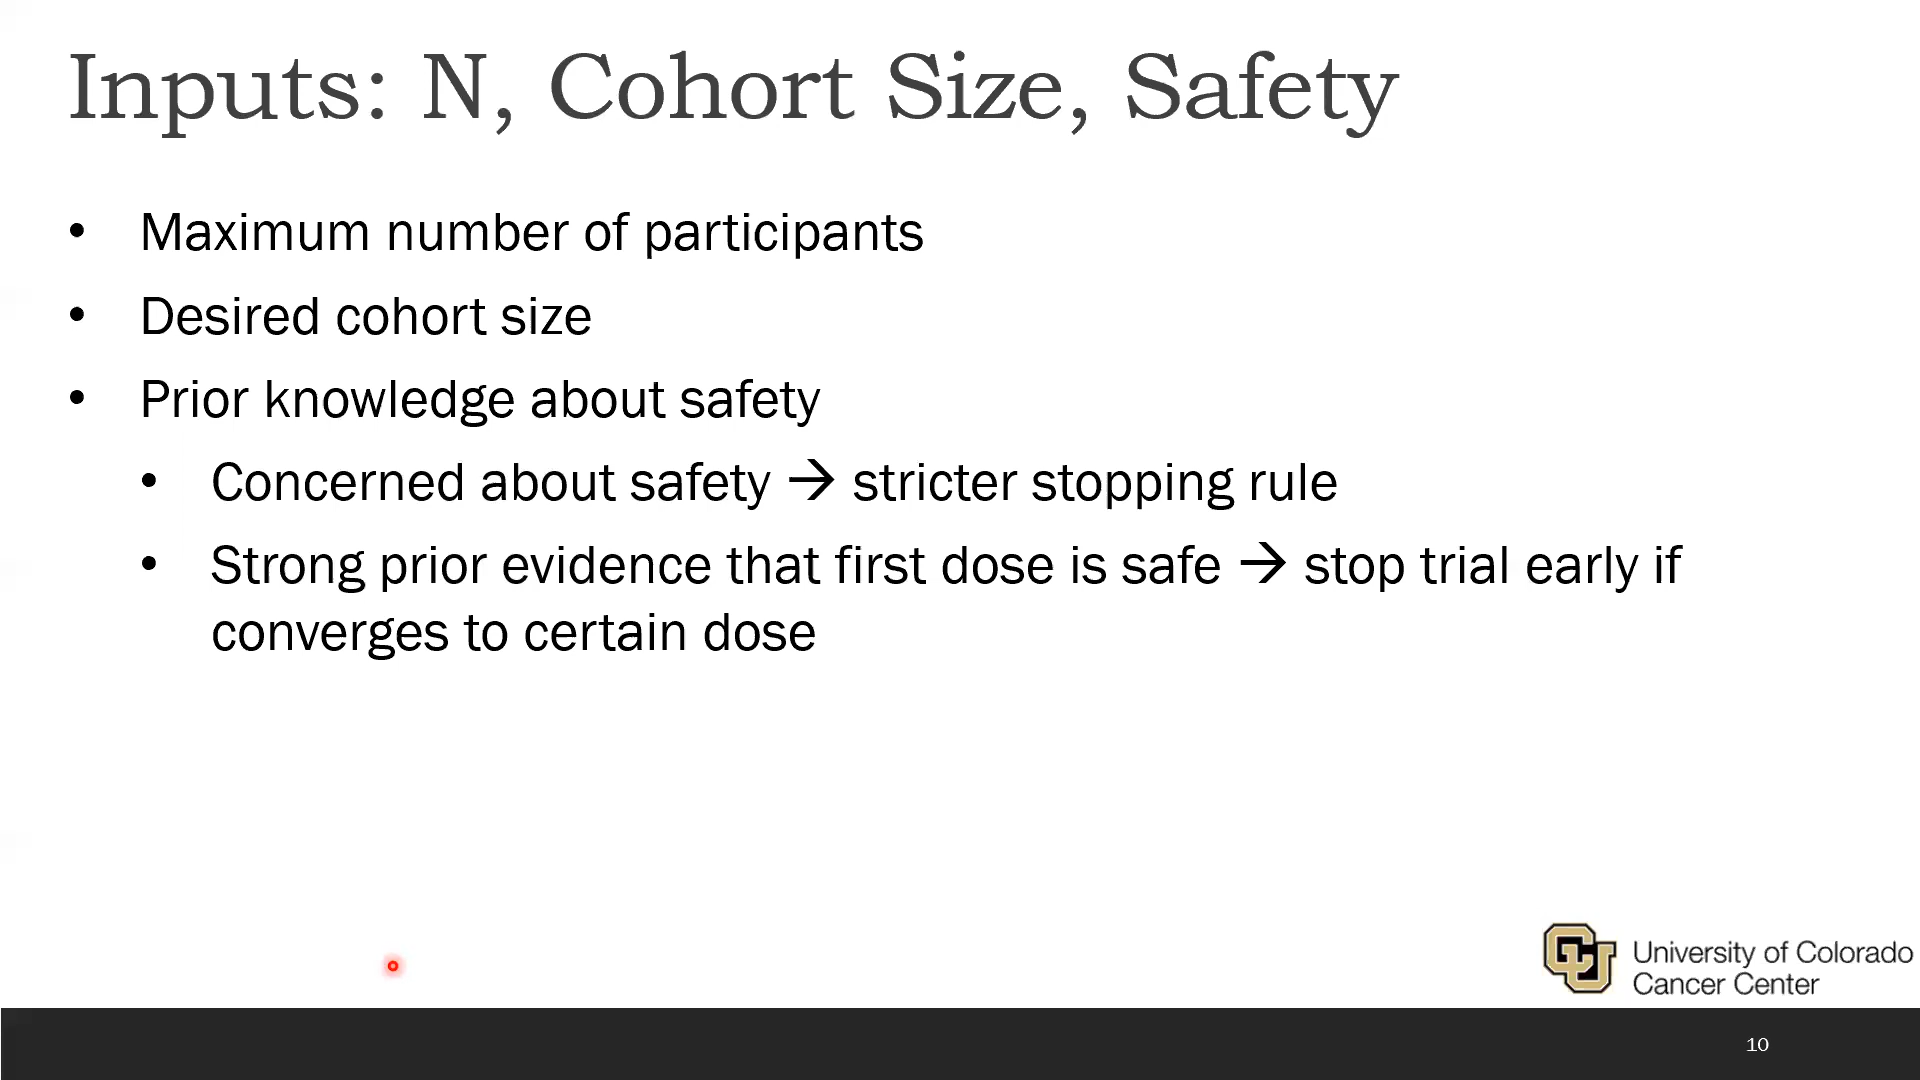 Inputs: N, Cohort Size, Safety
• Maximum number of participants
• Desired cohort size
• Prior knowledge about safety
• Concerned about safety → stricter stopping rule
• Strong prior evidence that first dose is safe → stop trial early if
converges to certain dose
CU
University of Colorado
Cancer Center
10